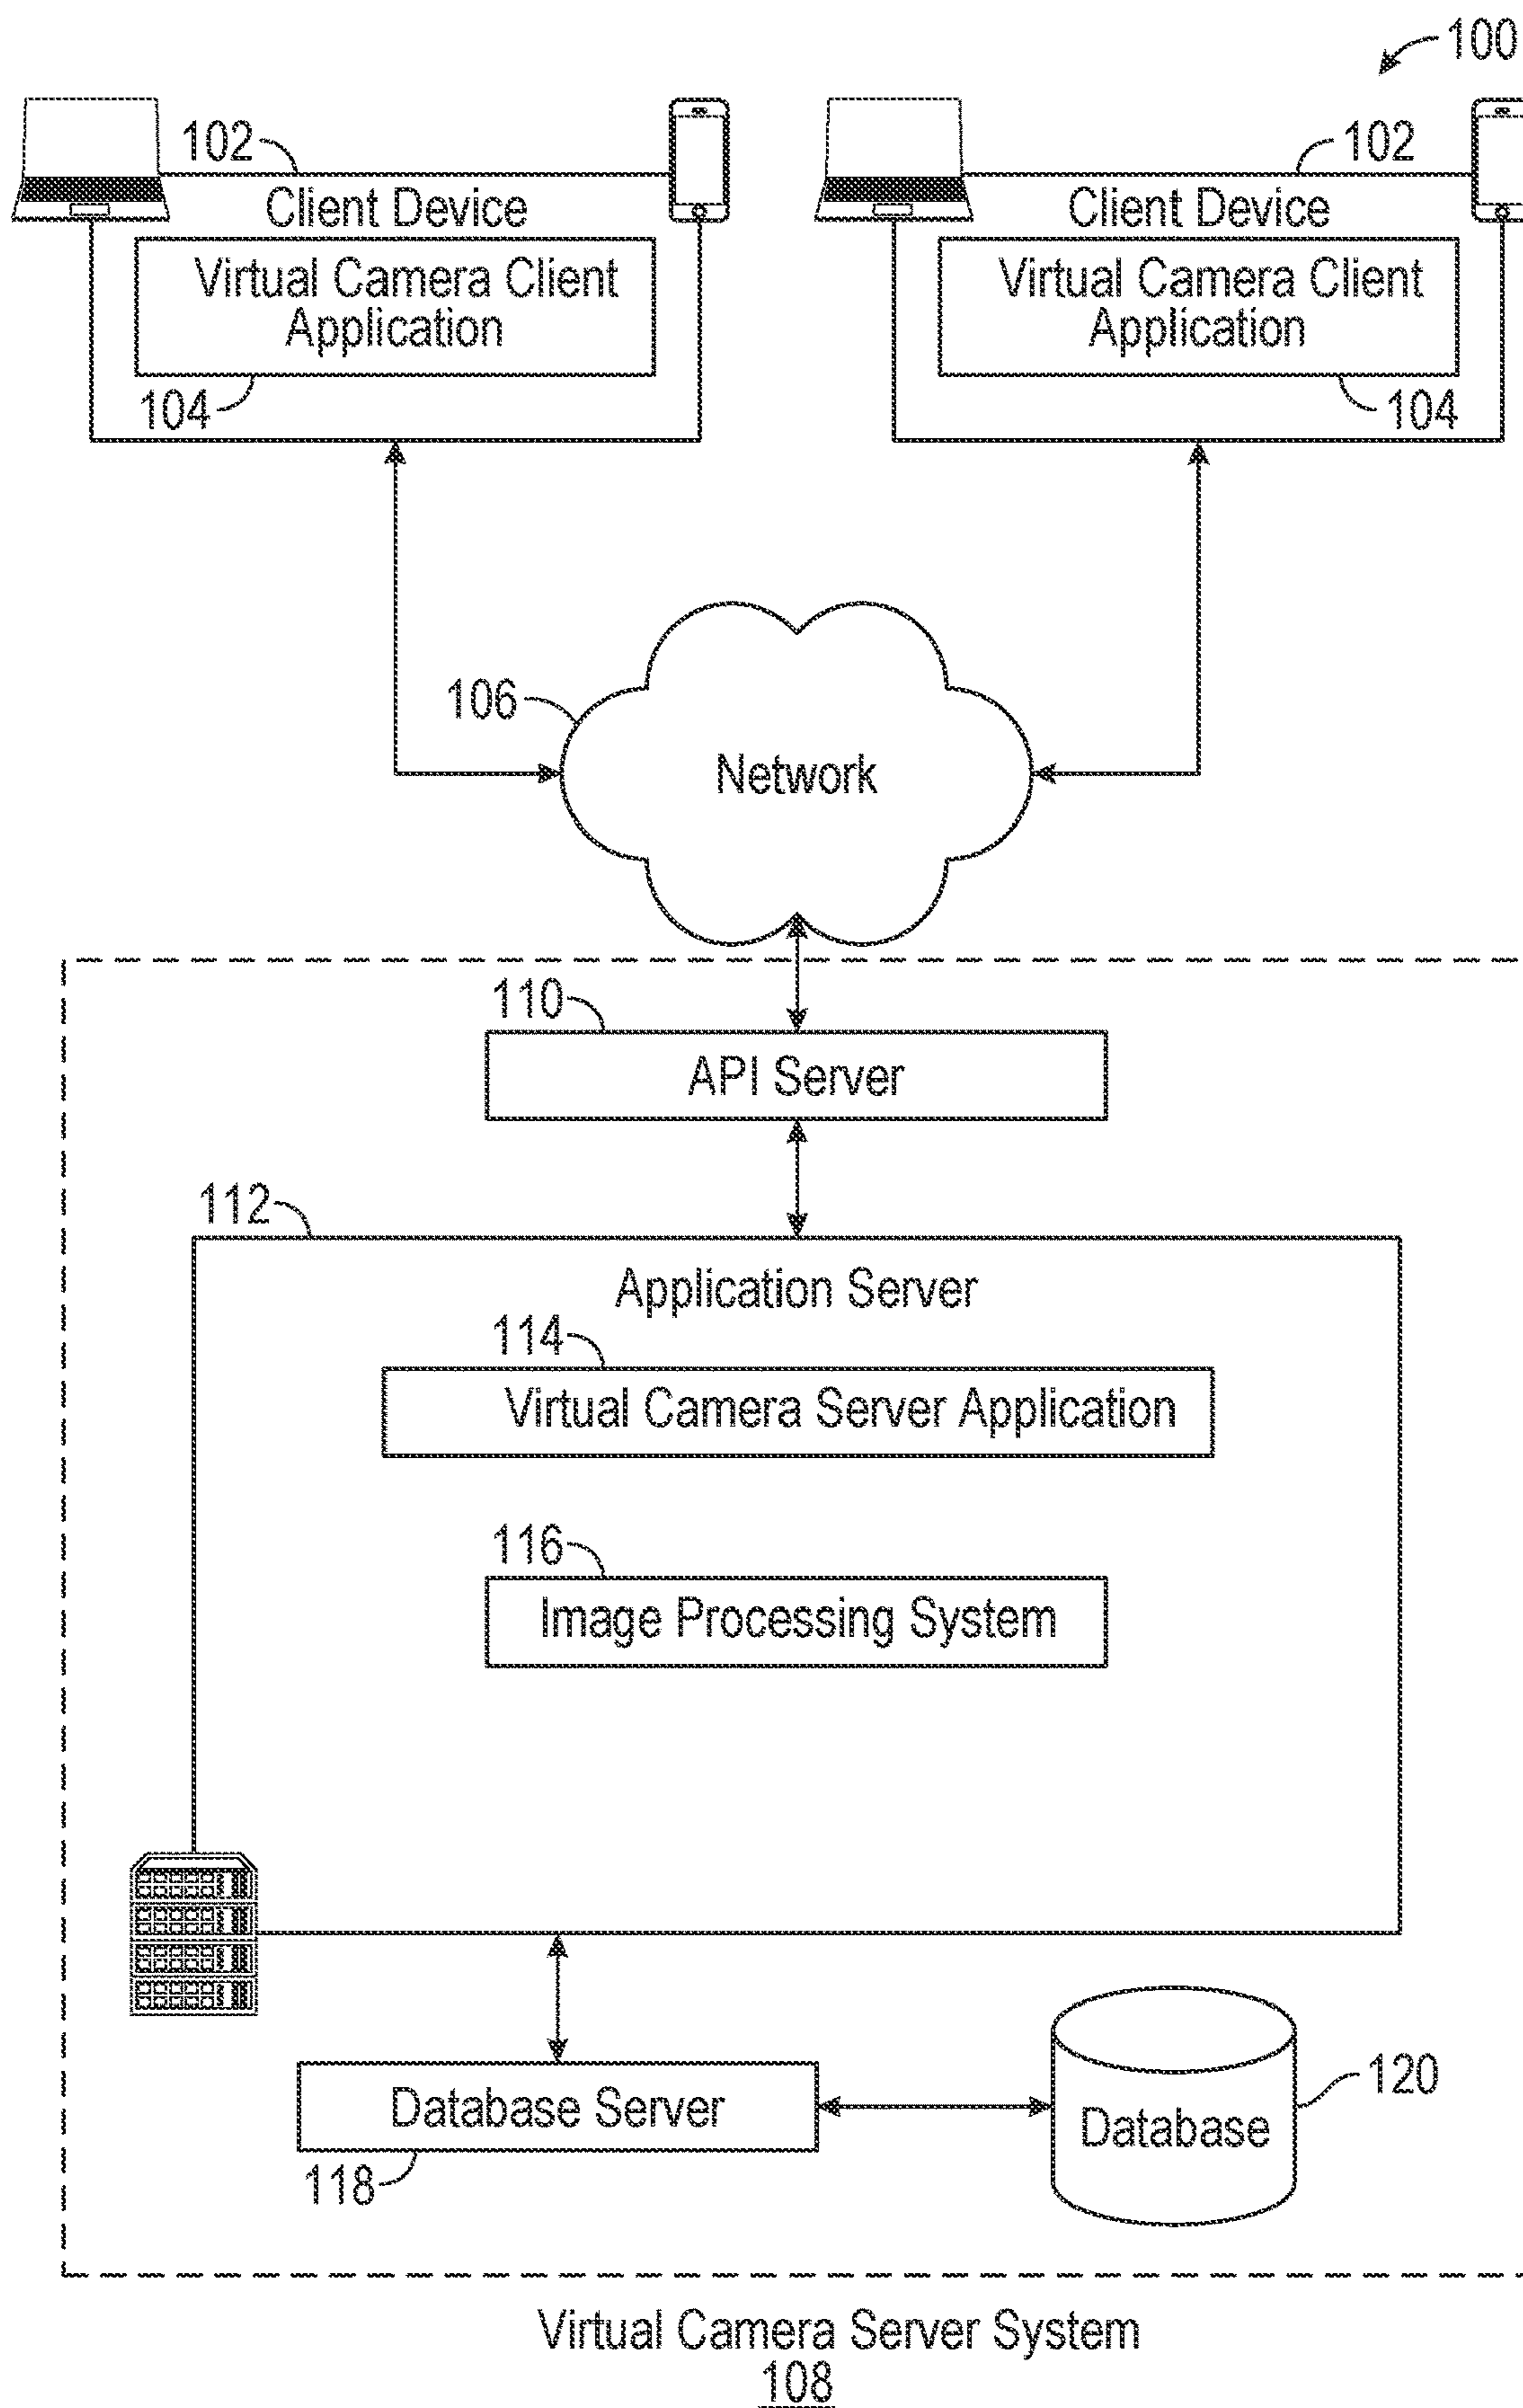 100
102
102
Client Device
Client Device
Virtual Camera Client
Application
Virtual Camera Client
Application
104
104
106
Network
110
API Server
112
Application Server
114
Virtual Camera Server Application
116
Image Processing System
Database Server
118
Database
120
Virtual Camera Server System
108